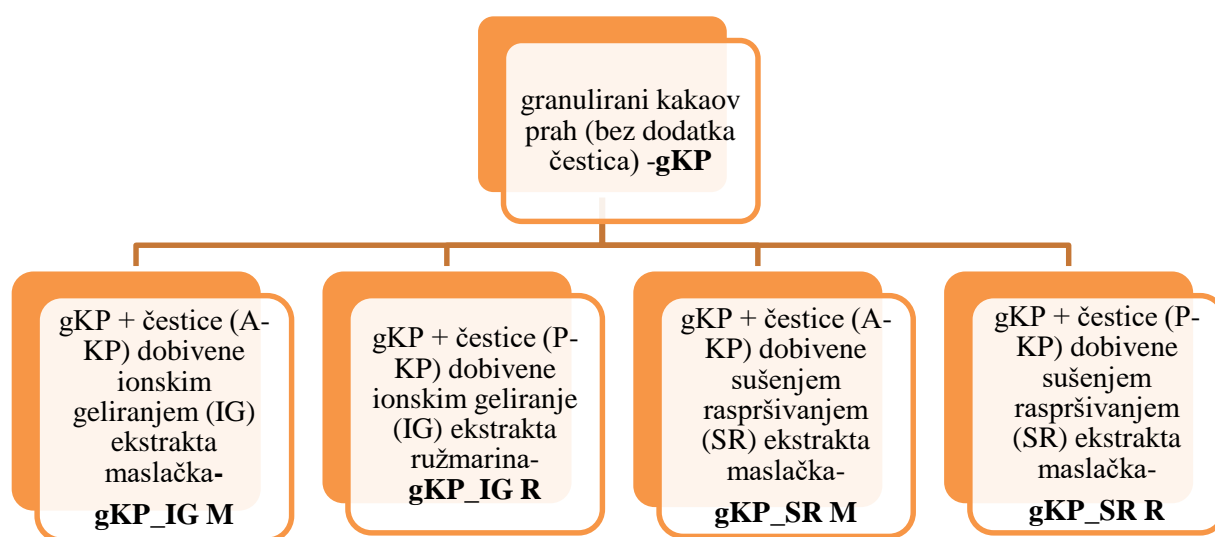 granulirani kakaov
prah (bez dodatka
čestica) -gKP
gKP + čestice (A-
KP) dobivene
ionskim
geliranjem (IG)
ekstrakta
maslačka-
gKP_IG M
gKP + čestice (P-
KP) dobivene
ionskim geliranje
(IG) ekstrakta
ružmarina-
gKP_IG R
gKP + čestice (A-
KP) dobivene
sušenjem
raspršivanjem
(SR) ekstrakta
maslačka-
gKP_SR M
gKP + čestice (P-
KP) dobivene
sušenjem
raspršivanjem
(SR) ekstrakta
maslačka-
gKP_SR R